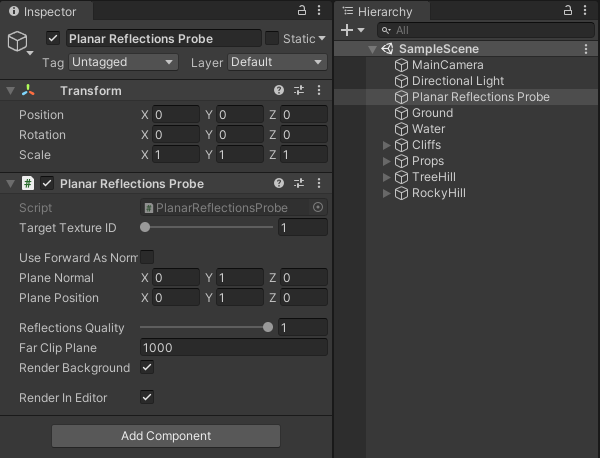 Inspector
Planar Reflections Probe
Static
Tag Untagged Layer Default
Transform
Position X 0 Y 0 Z 0
Rotation X 0 Y 0 Z 0
Scale X 1 Y 1 Z 1
# Planar Reflections Probe
Script # PlanarReflectionsProbe
Target Texture ID 1
Use Forward As Norm
Plane Normal X 0 Y 1 Z 0
Plane Position X 0 Y 1 Z 0
Reflections Quality 1
Far Clip Plane 1000
Render Background
Render In Editor
Add Component
Hierarchy
+ All
SampleScene
MainCamera
Directional Light
Planar Reflections Probe
Ground
Water
Cliffs
Props
TreeHill
RockyHill